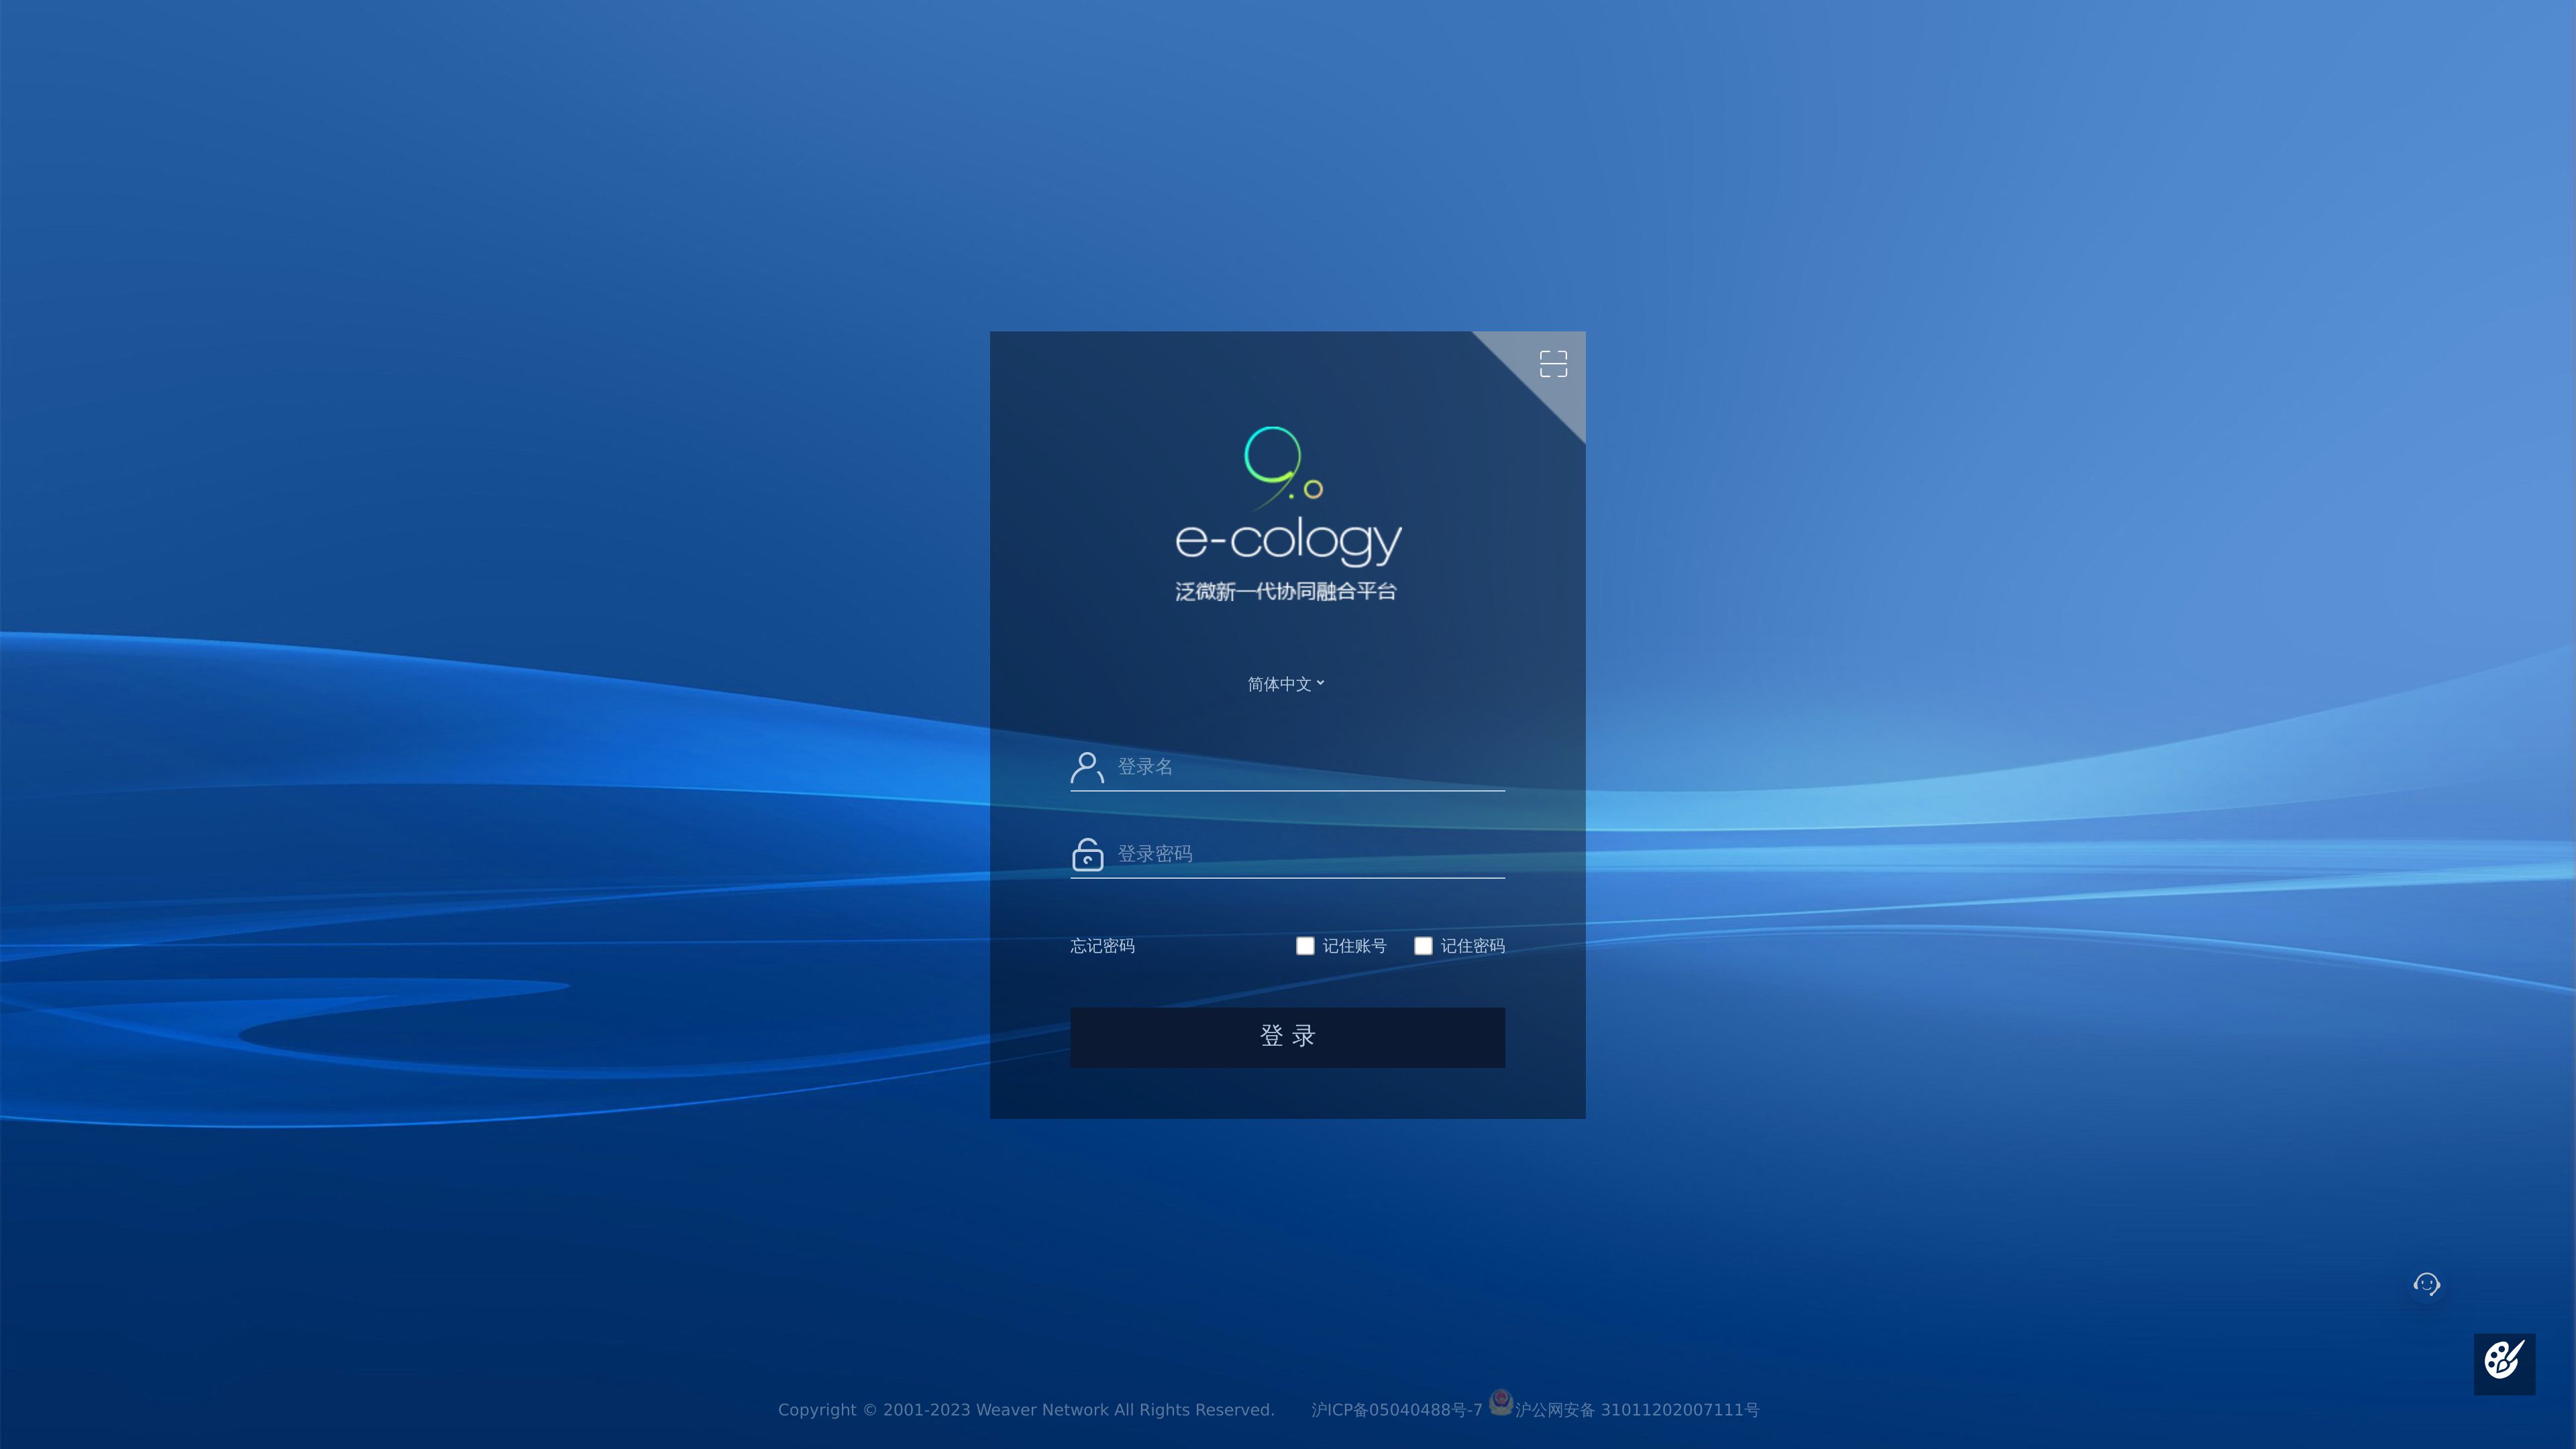 9.0
e-cology
泛微新一代协同融合平台
简体中文
登录名
登录密码
忘记密码 记住账号 记住密码
登录
Copyright © 2001-2023 Weaver Network All Rights Reserved. 沪ICP备05040488号-7 沪公网安备 31011202007111号